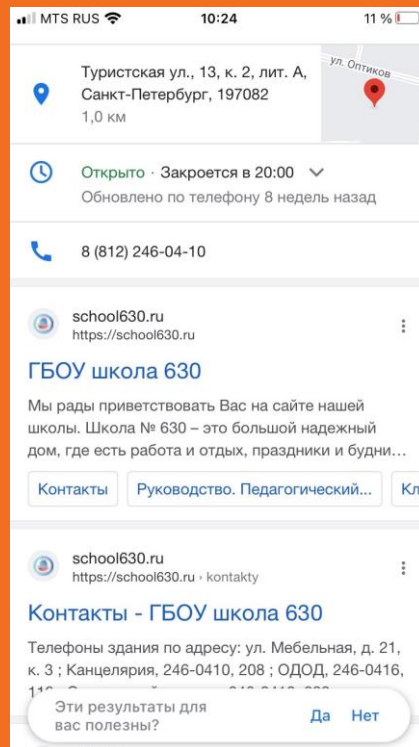 MTS RUS 10:24 11 %
Туристская ул., 13, к. 2, лит. А,
Санкт-Петербург, 197082
1,0 км
ул. Оптиков
Открыто · Закроется в 20:00
Обновлено по телефону 8 недель назад
8 (812) 246-04-10
school630.ru
https://school630.ru
ГБОУ школа 630
Мы рады приветствовать Вас на сайте нашей
школы. Школа № 630 – это большой надежный
дом, где есть работа и отдых, праздники и будни...
Контакты Руководство. Педагогический... Кл
school630.ru
https://school630.ru › kontakty
Контакты - ГБОУ школа 630
Телефоны здания по адресу: ул. Мебельная, д. 21,
к. 3 ; Канцелярия, 246-0410, 208 ; ОДОД, 246-0416,
Эти результаты для
вас полезны?
Да Нет